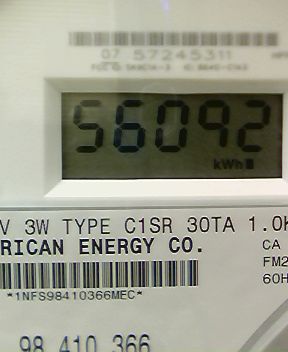 07 57245311
56092
kWh
V 3W TYPE C1SR 30TA 1.0K
RICAN ENERGY CO.
CA
FM2
60H
*1NFS98410366MEC*
98 410 366